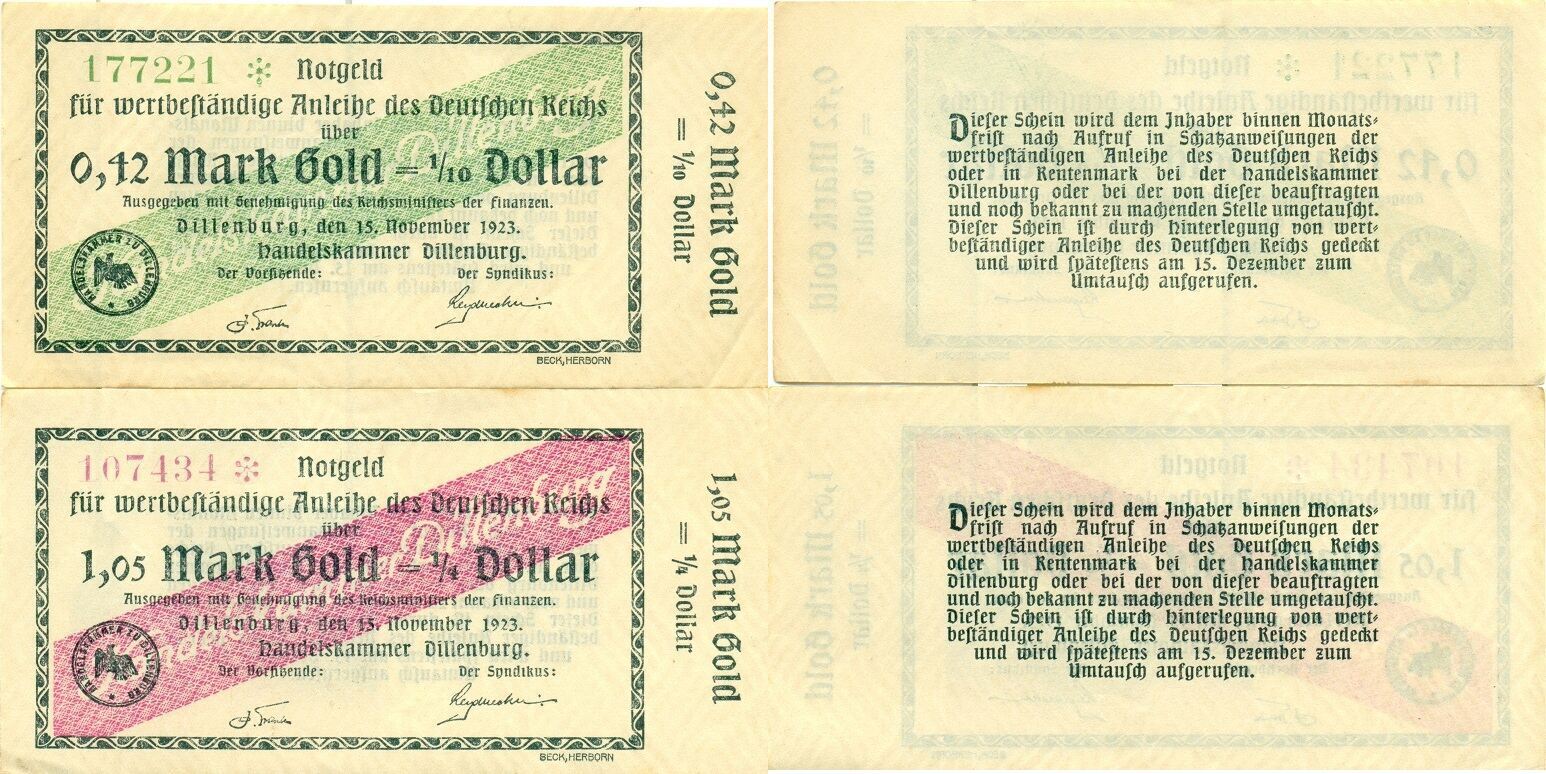 177221 ✻ Notgeld
für wertbeständige Anleihe des Deutschen Reichs
über
0,42 Mark Gold = 1/10 Dollar
Ausgegeben mit Genehmigung des Reichsministers der Finanzen.
Dillenburg, den 15. November 1923.
Handelskammer Dillenburg.
Der Vorsitzende: Der Syndikus:
HANDELSKAMMER ZU DILLENBURG
BECK, HERBORN
0,42 Mark Gold
= 1/10 Dollar
Dieser Schein wird dem Inhaber binnen Monats-
frist nach Aufruf in Schatzanweisungen der
wertbeständigen Anleihe des Deutschen Reichs
oder in Rentenmark bei der Handelskammer
Dillenburg oder bei der von dieser beauftragten
und noch bekannt zu machenden Stelle umgetauscht.
Dieser Schein ist durch Hinterlegung von wert-
beständiger Anleihe des Deutschen Reichs gedeckt
und wird spätestens am 15. Dezember zum
Umtausch aufgerufen.
107434 ✻ Notgeld
für wertbeständige Anleihe des Deutschen Reichs
über
1,05 Mark Gold = 1/4 Dollar
Ausgegeben mit Genehmigung des Reichsministers der Finanzen.
Dillenburg, den 15. November 1923.
Handelskammer Dillenburg.
Der Vorsitzende: Der Syndikus:
HANDELSKAMMER ZU DILLENBURG
BECK, HERBORN
1,05 Mark Gold
= 1/4 Dollar
Dieser Schein wird dem Inhaber binnen Monats-
frist nach Aufruf in Schatzanweisungen der
wertbeständigen Anleihe des Deutschen Reichs
oder in Rentenmark bei der Handelskammer
Dillenburg oder bei der von dieser beauftragten
und noch bekannt zu machenden Stelle umgetauscht.
Dieser Schein ist durch Hinterlegung von wert-
beständiger Anleihe des Deutschen Reichs gedeckt
und wird spätestens am 15. Dezember zum
Umtausch aufgerufen.